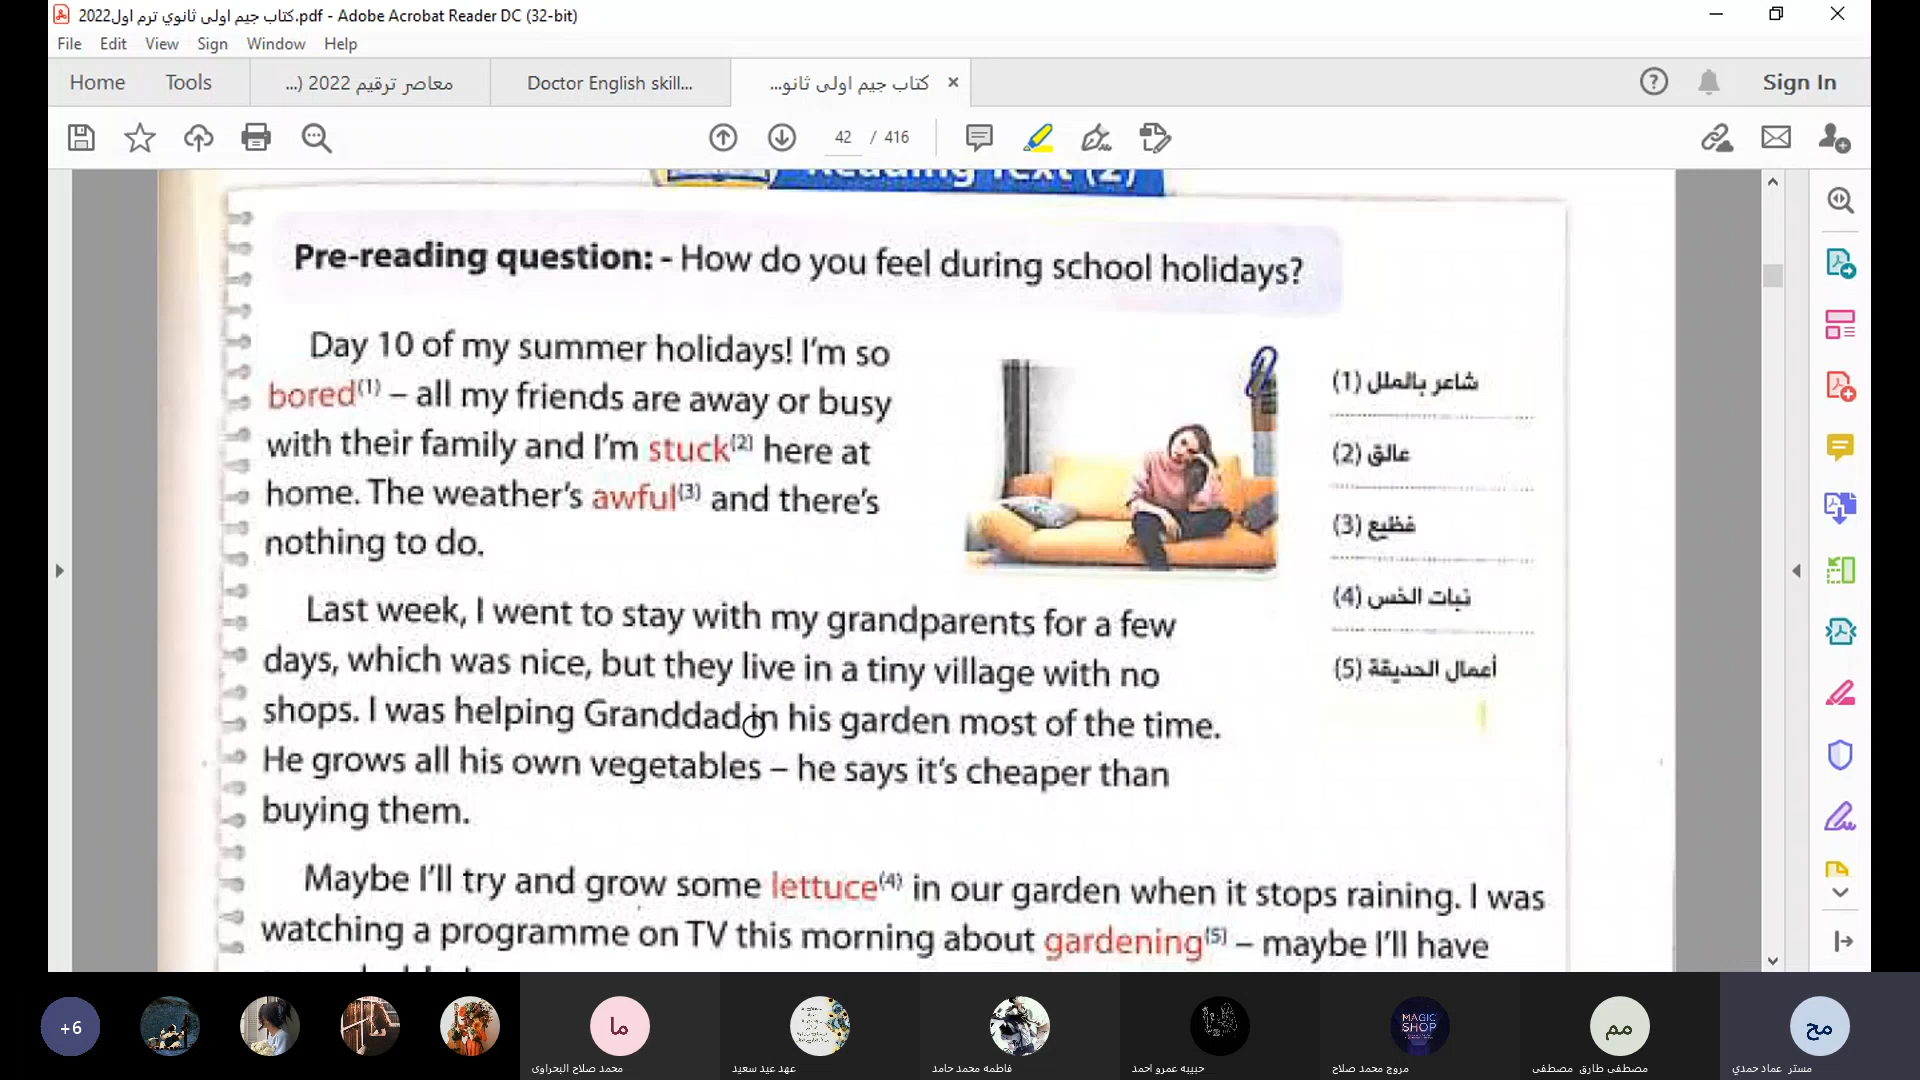 كتاب جيم اولى ثانوي ترم اول2022.pdf - Adobe Acrobat Reader DC (32-bit)
File Edit View Sign Window Help
Home Tools معاصر ترقيم 2022 (... Doctor English skill... كتاب جيم اولى ثانو... Sign In
42 / 416
Reading Text (2)
Pre-reading question: - How do you feel during school holidays?
Day 10 of my summer holidays! I'm so
bored(1) – all my friends are away or busy
with their family and I'm stuck(2) here at
home. The weather's awful(3) and there's
nothing to do.
(1) شاعر بالملل
(2) عالق
(3) فظيع
(4) نبات الخس
(5) أعمال الحديقة
Last week, I went to stay with my grandparents for a few
days, which was nice, but they live in a tiny village with no
shops. I was helping Granddad in his garden most of the time.
He grows all his own vegetables – he says it's cheaper than
buying them.
Maybe I'll try and grow some lettuce(4) in our garden when it stops raining. I was
watching a programme on TV this morning about gardening(5) – maybe I'll have
+6
ما
MAGIC
SHOP
مم
مح
محمد صلاح البحراوى
عهد عيد سعيد
فاطمه محمد حامد
حبيبه عمرو احمد
مروج محمد صلاح
مصطفى طارق مصطفى
مستر عماد حمدي